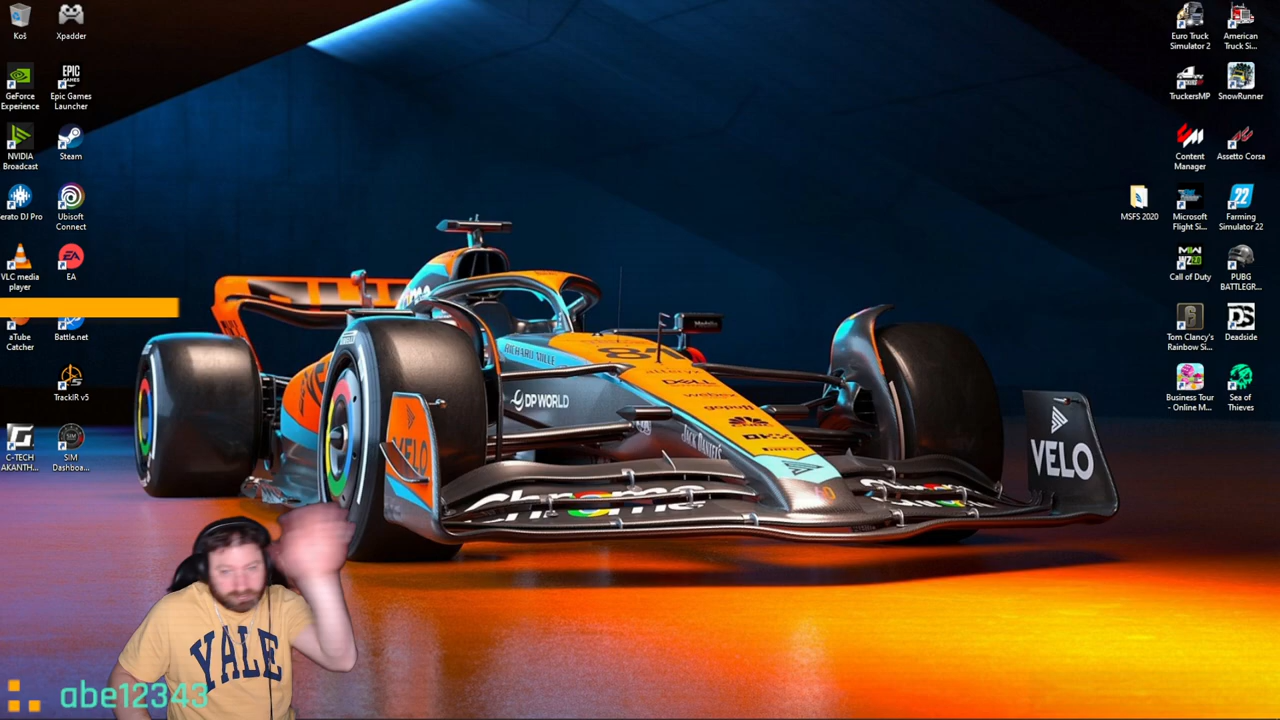 Koš
Xpadder
GeForce
Experience
Epic Games
Launcher
NVIDIA
Broadcast
Steam
erato DJ Pro
Ubisoft
Connect
VLC media
player
EA
aTube
Catcher
Battle.net
TrackIR v5
C-TECH
AKANTH...
SIM
Dashboa...
Euro Truck
Simulator 2
American
Truck Si...
TruckersMP
SnowRunner
Content
Manager
Assetto Corsa
MSFS 2020
Microsoft
Flight Si...
Farming
Simulator 22
Call of Duty
PUBG
BATTLEGR...
Tom Clancy's
Rainbow Si...
Deadside
Business Tour
- Online M...
Sea of
Thieves
RICHARD MILLE
81
DELL
DP WORLD
webex
gopuff
OKX
JACK DANIEL'S
VELO
VELO
Chrome
YALE
abe12343